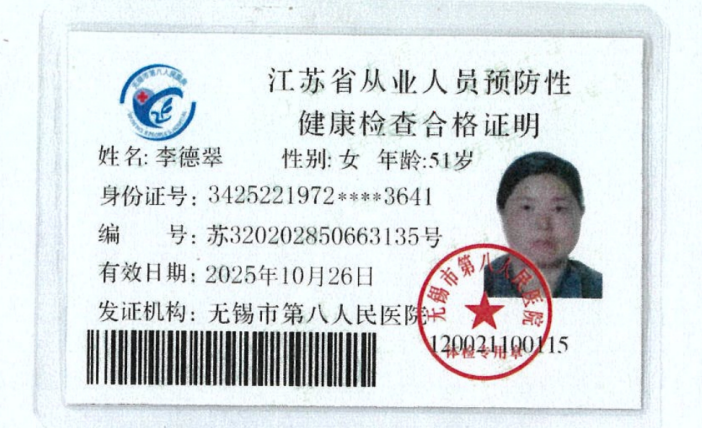 江苏省从业人员预防性
健康检查合格证明
姓名: 李德翠 性别: 女 年龄:51岁
身份证号: 3425221972****3641
编 号: 苏320202850663135号
有效日期: 2025年10月26日
发证机构: 无锡市第八人民医院
无锡市第八人民医院
120021100115
体检专用章